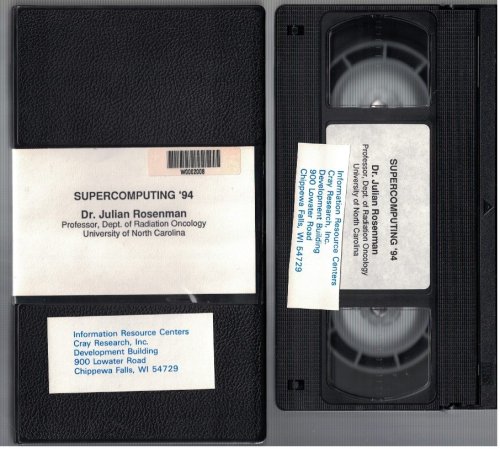 W0002008
SUPERCOMPUTING '94
Dr. Julian Rosenman
Professor, Dept. of Radiation Oncology
University of North Carolina
Information Resource Centers
Cray Research, Inc.
Development Building
900 Lowater Road
Chippewa Falls, WI 54729
SUPERCOMPUTING '94
Dr. Julian Rosenman
Professor, Dept. of Radiation Oncology
University of North Carolina
Information Resource Centers
Cray Research, Inc.
Development Building
900 Lowater Road
Chippewa Falls, WI 54729